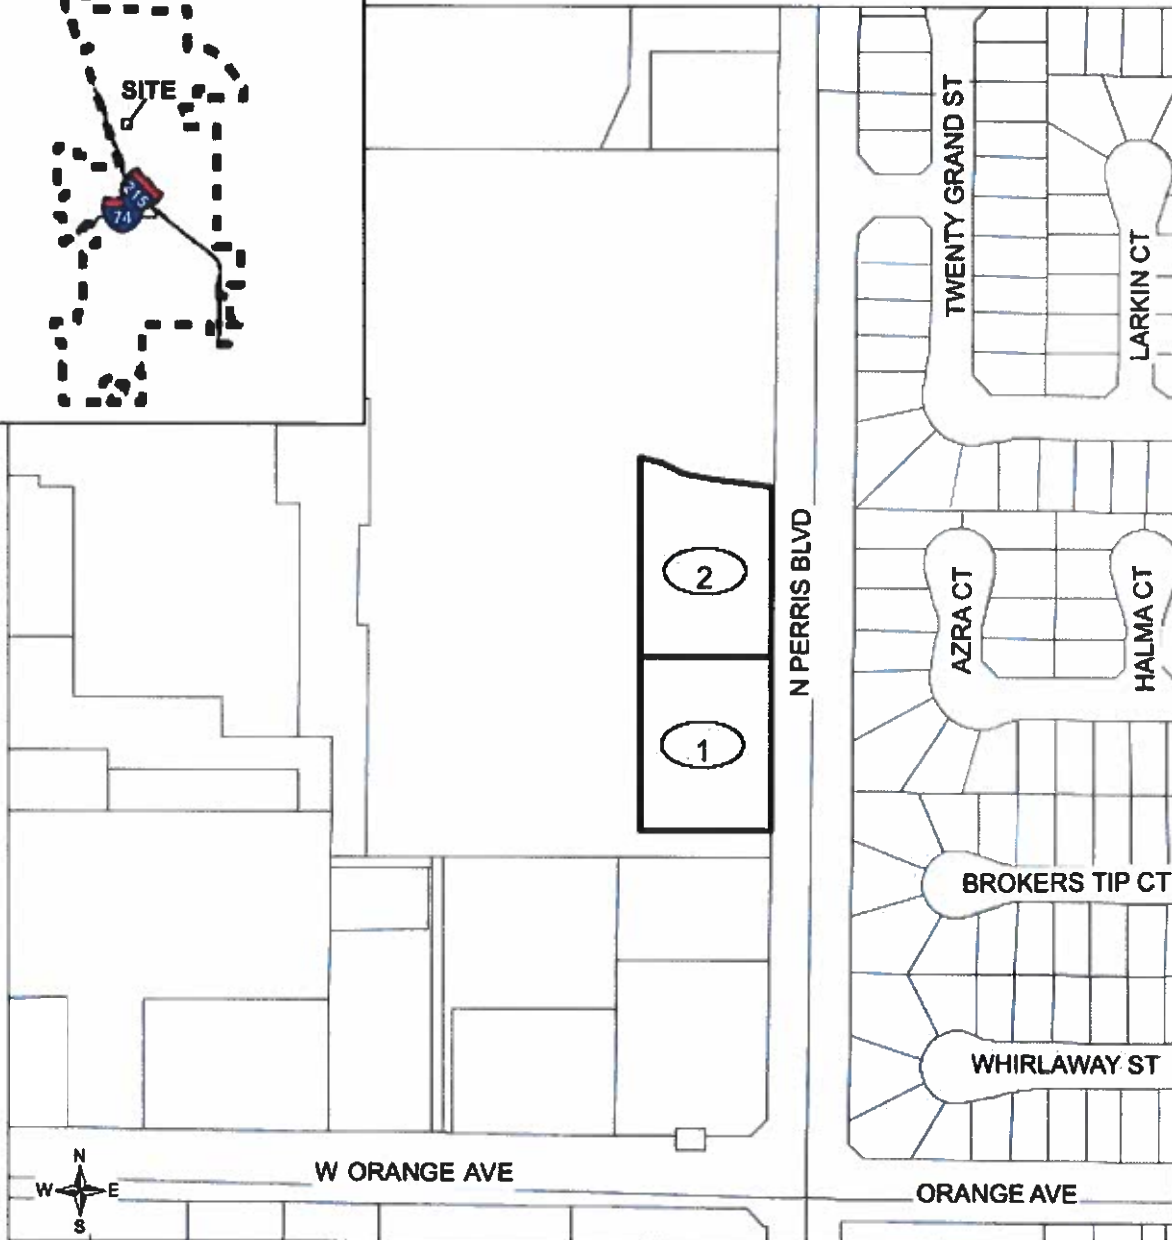 SITE
215
74
TWENTY GRAND ST
LARKIN CT
N PERRIS BLVD
2
AZRA CT
HALMA CT
1
BROKERS TIP CT
WHIRLAWAY ST
N
W E
S
W ORANGE AVE
ORANGE AVE